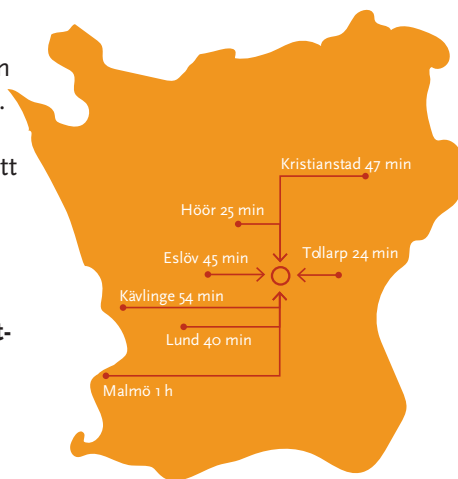 n
.
tt
t-
Kristianstad 47 min
Höör 25 min
Tollarp 24 min
Eslöv 45 min
Kävlinge 54 min
Lund 40 min
Malmö 1 h